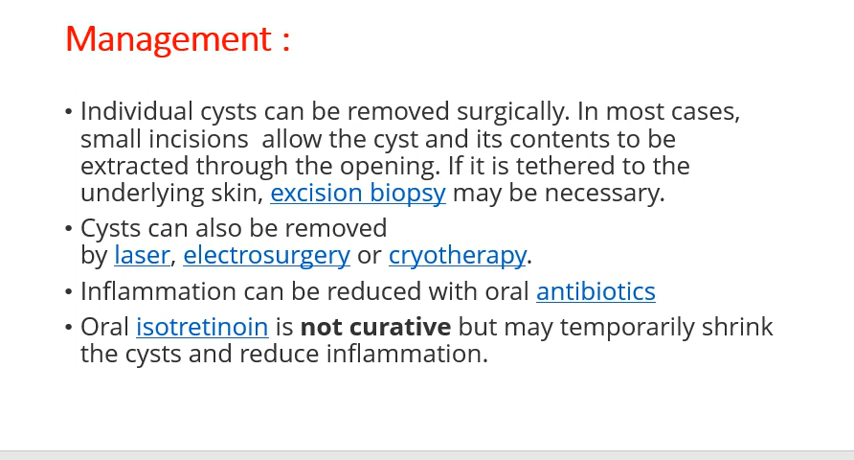 Management :
• Individual cysts can be removed surgically. In most cases,
small incisions  allow the cyst and its contents to be
extracted through the opening. If it is tethered to the
underlying skin, excision biopsy may be necessary.
• Cysts can also be removed
by laser, electrosurgery or cryotherapy.
• Inflammation can be reduced with oral antibiotics
• Oral isotretinoin is not curative but may temporarily shrink
the cysts and reduce inflammation.